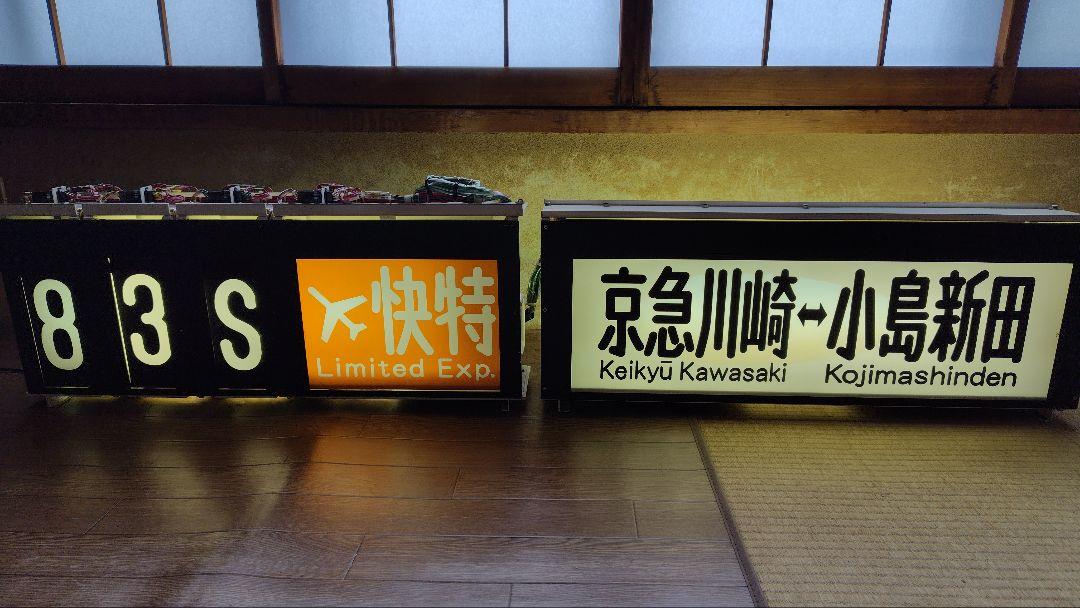 83S
快特
Limited Exp.
京急川崎↔小島新田
Keikyū Kawasaki Kojimashinden